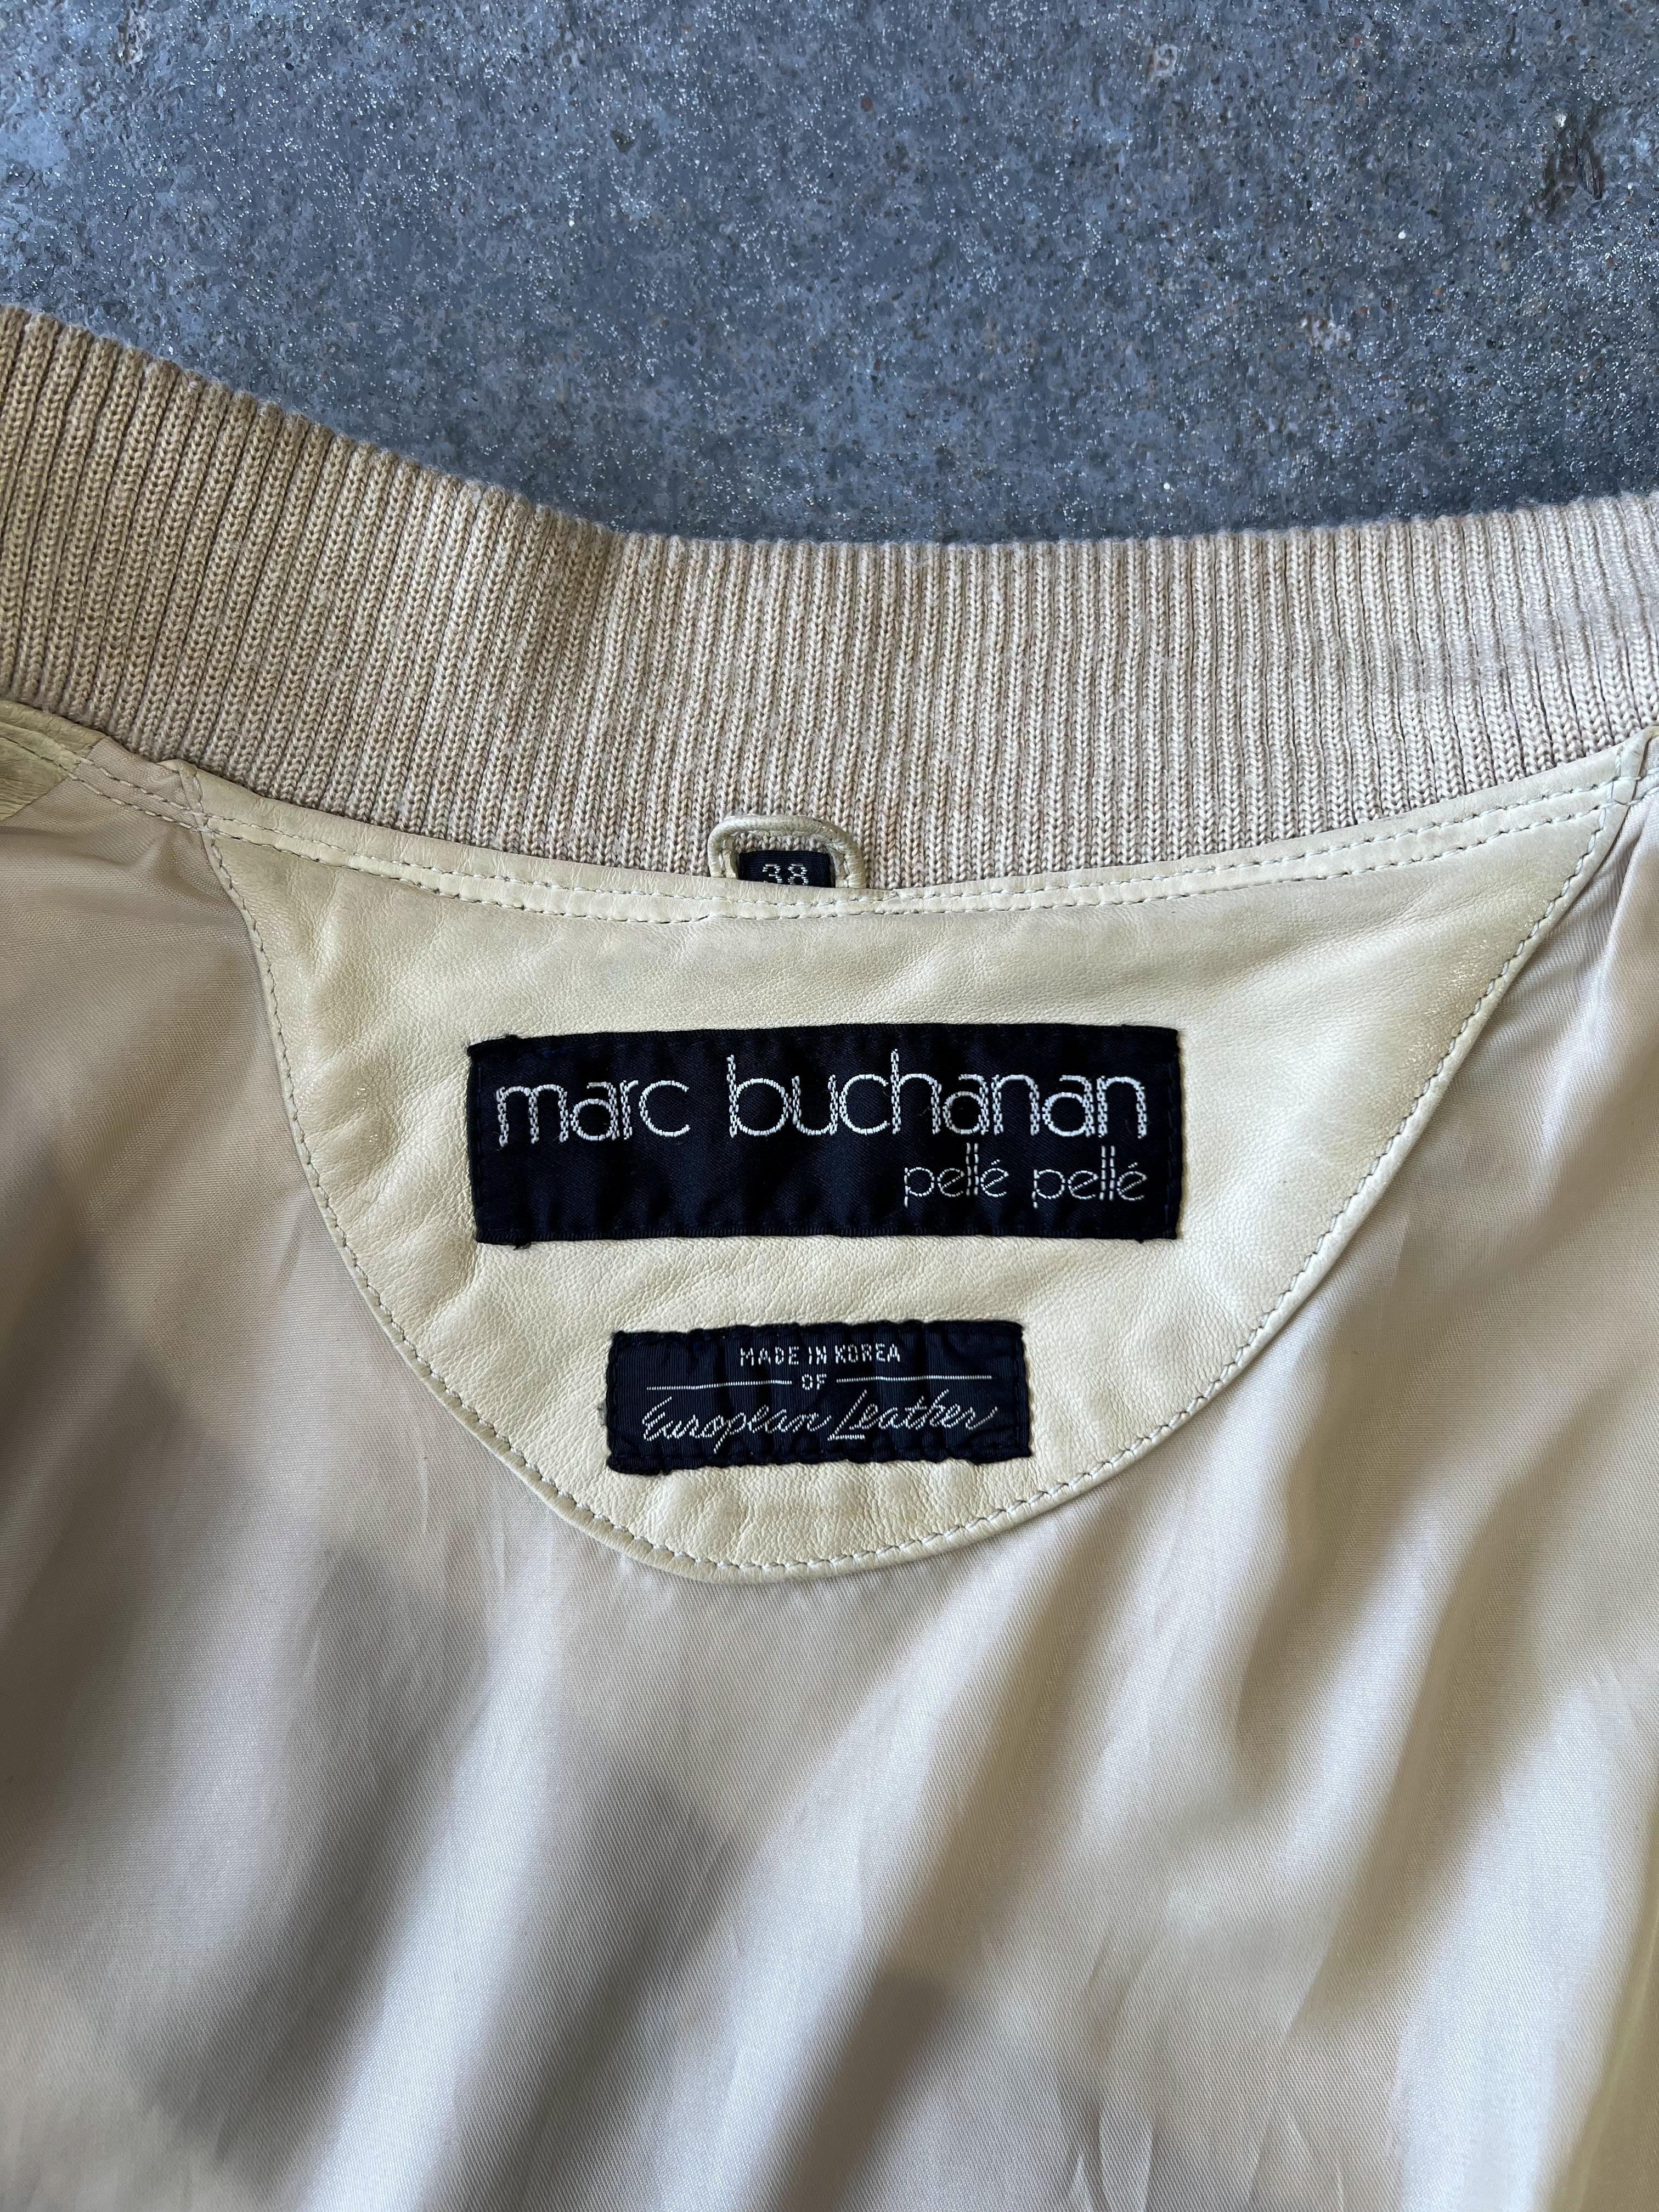 38
marc buchanan
pellé pellé
MADE IN KOREA
OF
European Leather